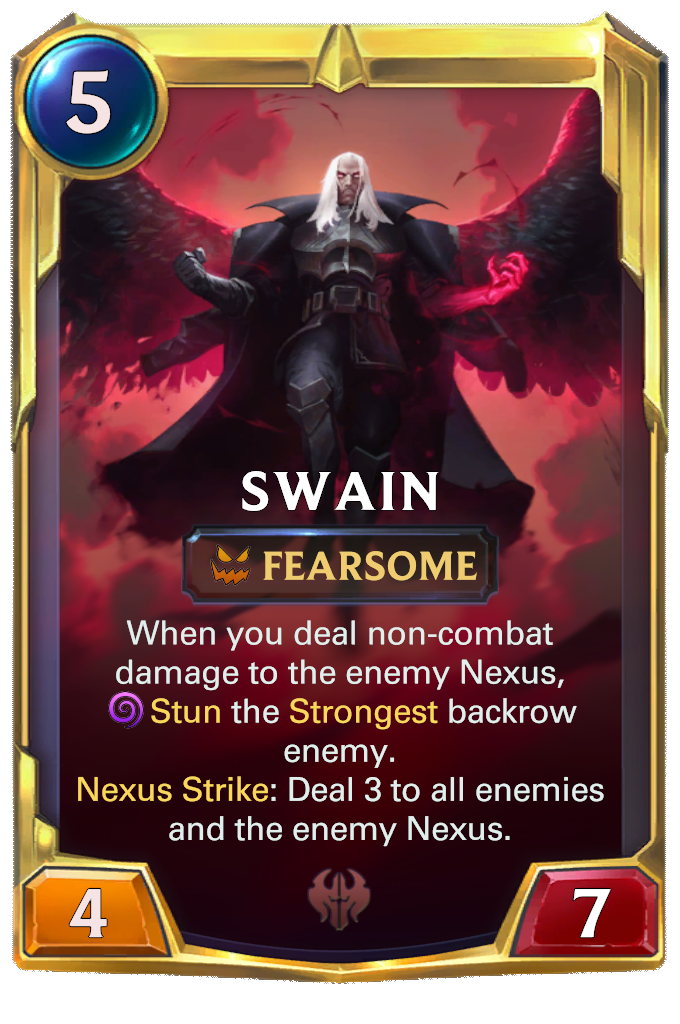 5
SWAIN
FEARSOME
When you deal non-combat
damage to the enemy Nexus,
Stun the Strongest backrow
enemy.
Nexus Strike: Deal 3 to all enemies
and the enemy Nexus.
4
7